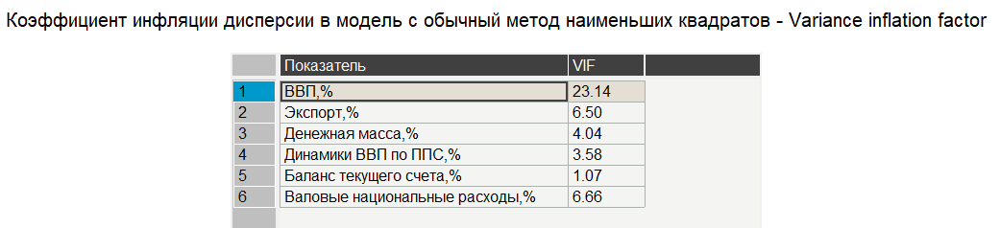 Коэффициент инфляции дисперсии в модель с обычный метод наименьших квадратов - Variance inflation factor
Показатель VIF
1 ВВП,% 23.14
2 Экспорт,% 6.50
3 Денежная масса,% 4.04
4 Динамики ВВП по ППС,% 3.58
5 Баланс текущего счета,% 1.07
6 Валовые национальные расходы,% 6.66